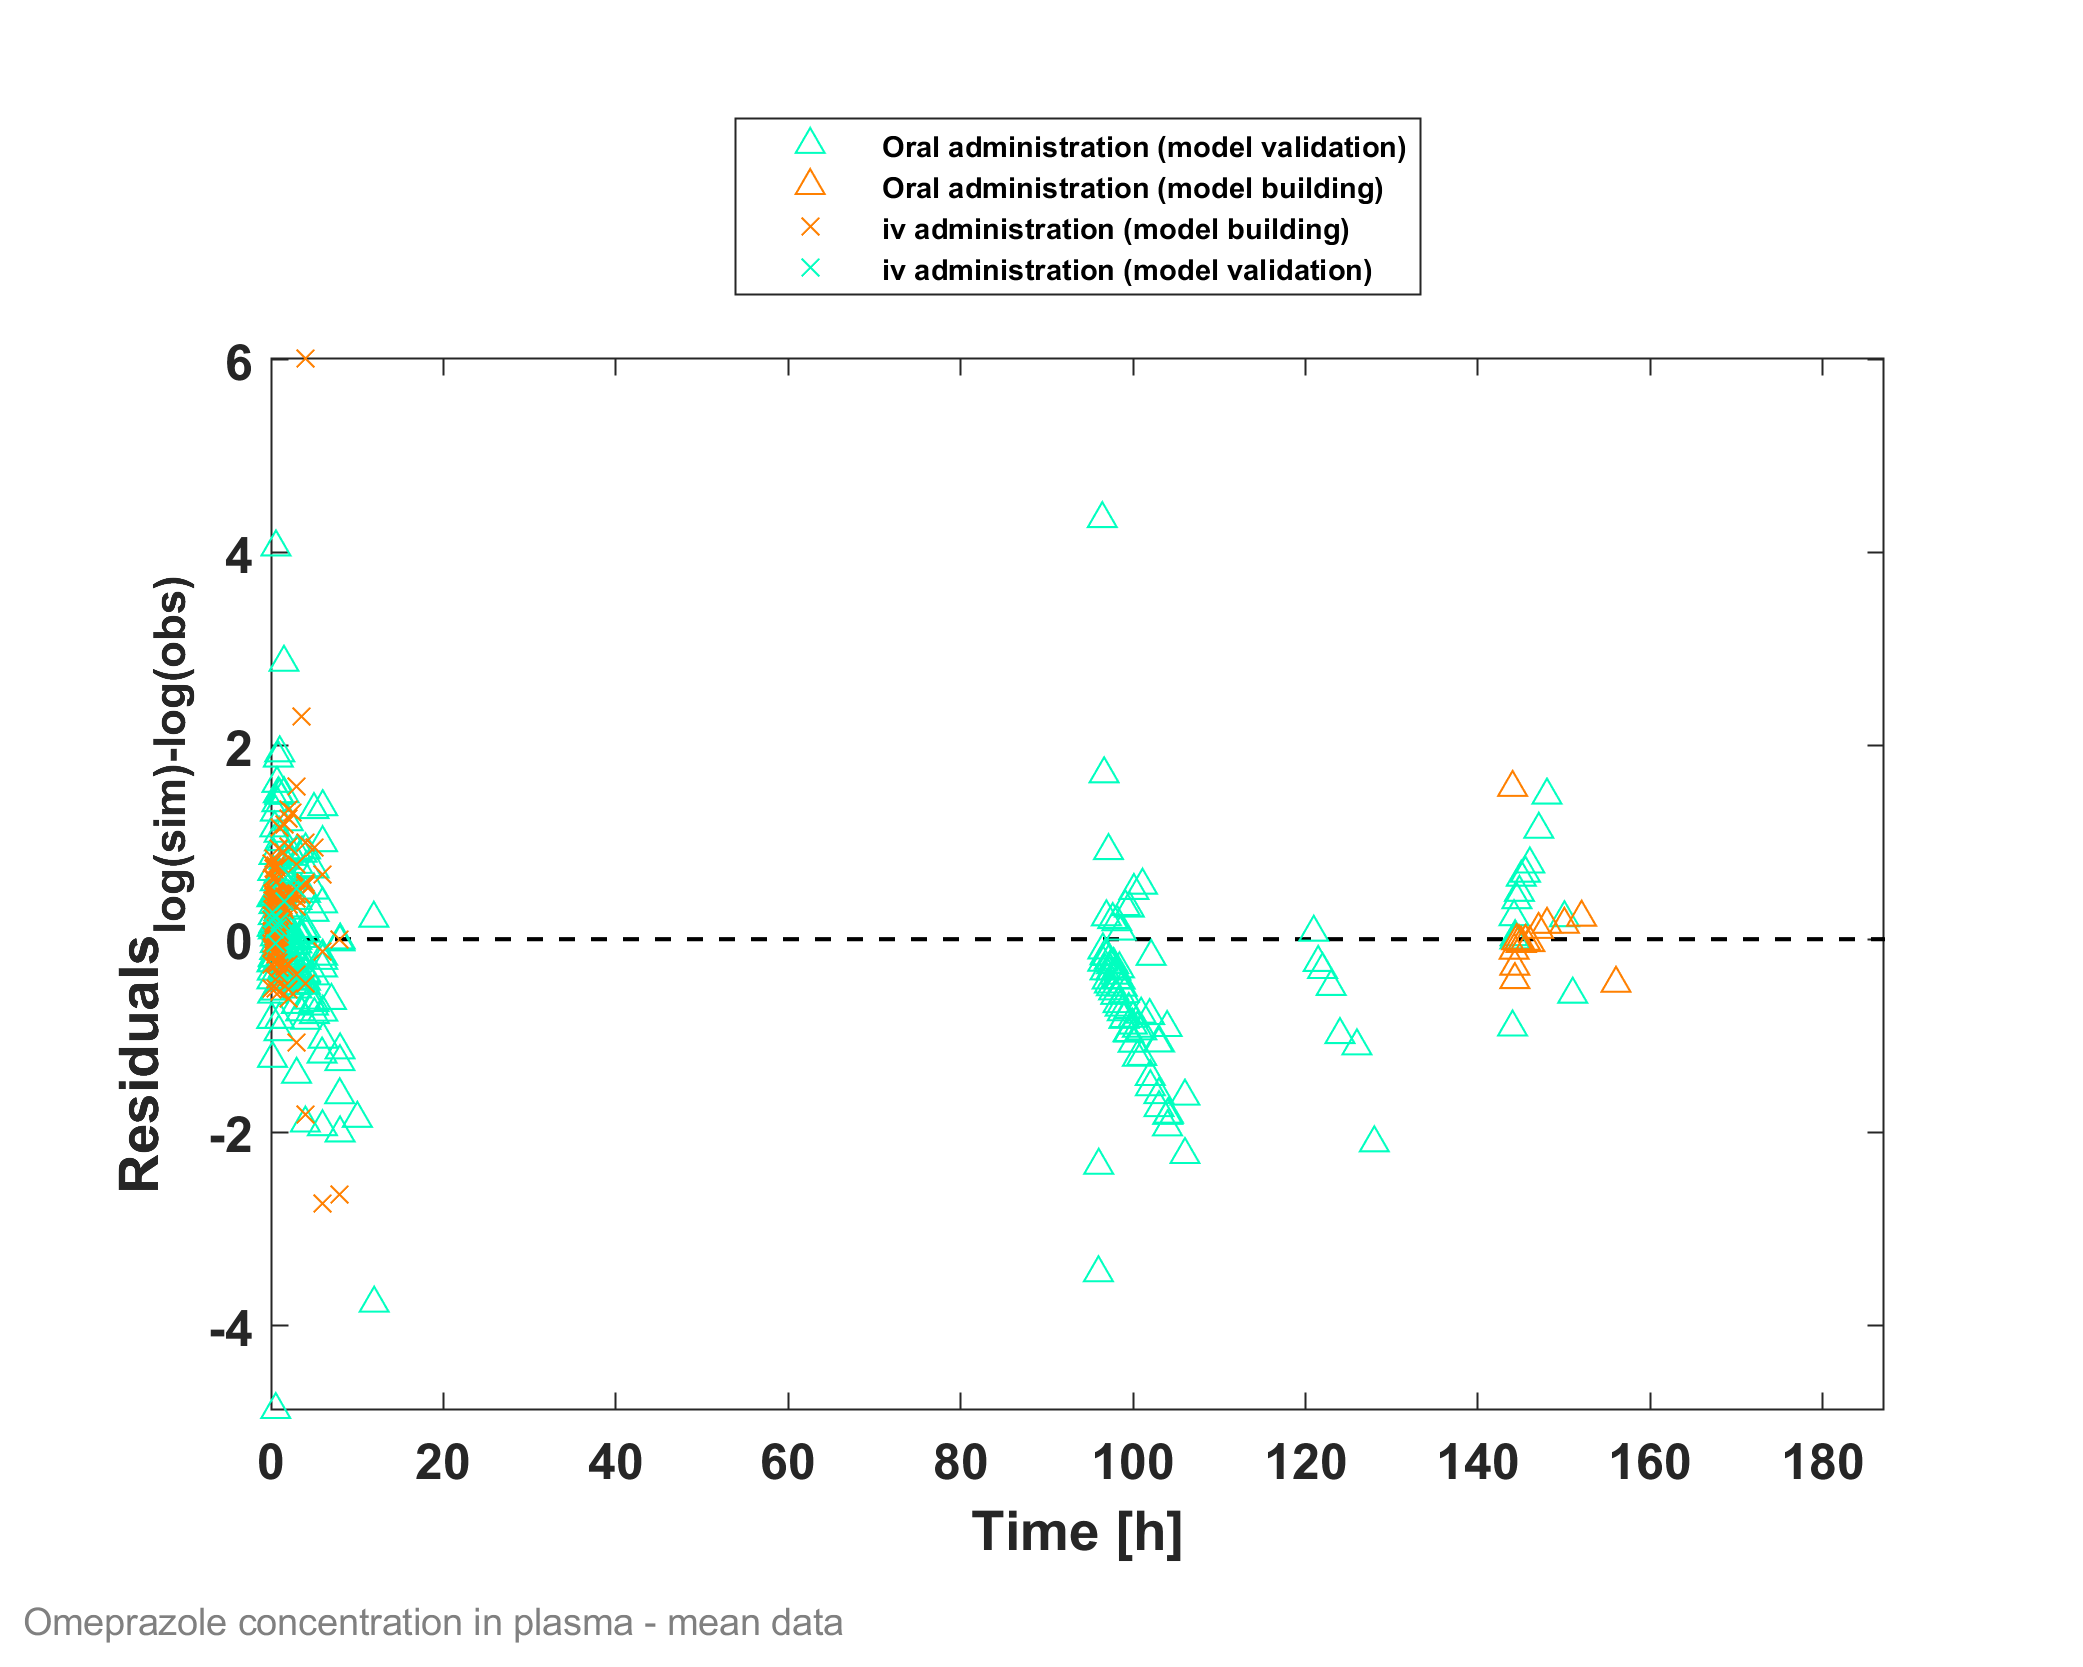 Oral administration (model validation)
Oral administration (model building)
iv administration (model building)
iv administration (model validation)
Residuals
log(sim)-log(obs)
6
4
2
0
-2
-4
0 20 40 60 80 100 120 140 160 180
Time [h]
Omeprazole concentration in plasma - mean data